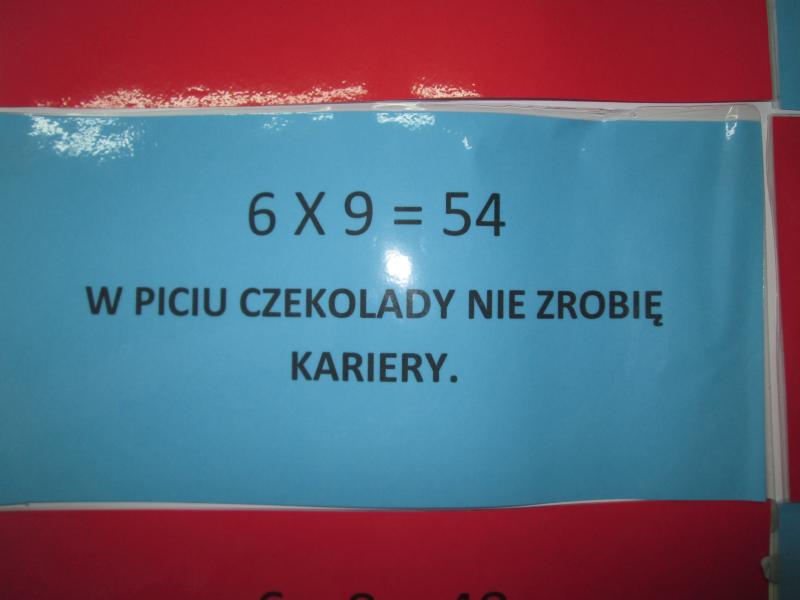 6 X 9 = 54
W PICIU CZEKOLADY NIE ZROBIĘ
KARIERY.